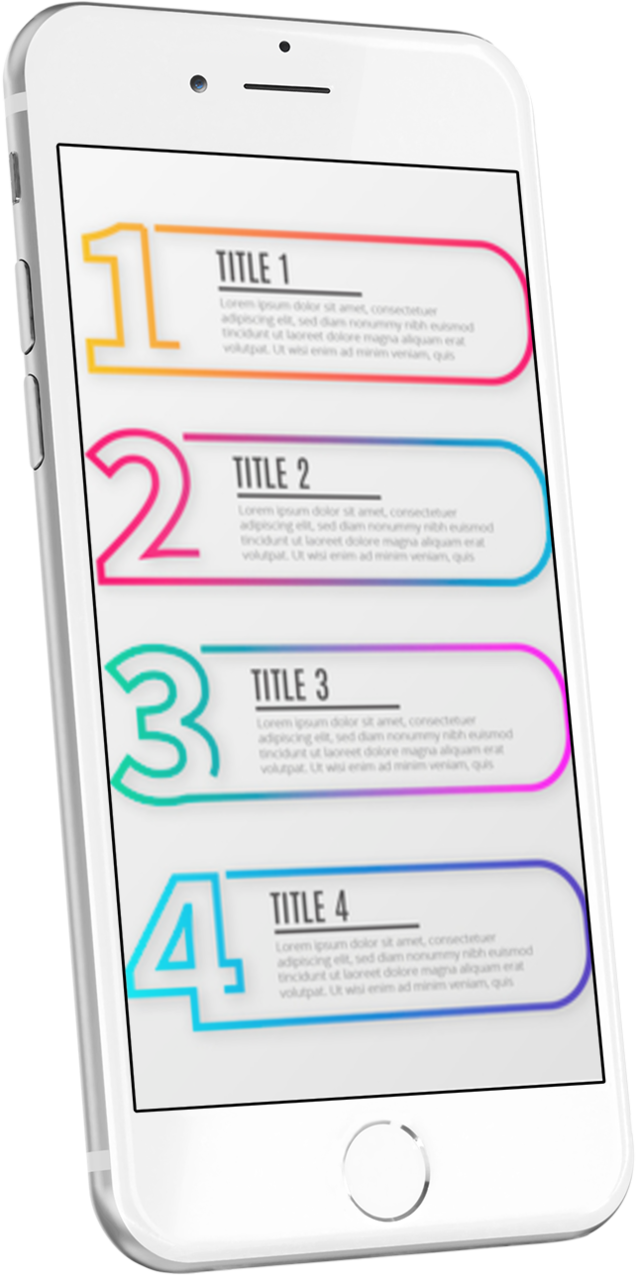 1
TITLE 1
Lorem ipsum dolor sit amet, consectetuer
adipiscing elit, sed diam nonummy nibh euismod
tincidunt ut laoreet dolore magna aliquam erat
volutpat. Ut wisi enim ad minim veniam, quis
2
TITLE 2
Lorem ipsum dolor sit amet, consectetuer
adipiscing elit, sed diam nonummy nibh euismod
tincidunt ut laoreet dolore magna aliquam erat
volutpat. Ut wisi enim ad minim veniam, quis
3
TITLE 3
Lorem ipsum dolor sit amet, consectetuer
adipiscing elit, sed diam nonummy nibh euismod
tincidunt ut laoreet dolore magna aliquam erat
volutpat. Ut wisi enim ad minim veniam, quis
4
TITLE 4
Lorem ipsum dolor sit amet, consectetuer
adipiscing elit, sed diam nonummy nibh euismod
tincidunt ut laoreet dolore magna aliquam erat
volutpat. Ut wisi enim ad minim veniam, quis